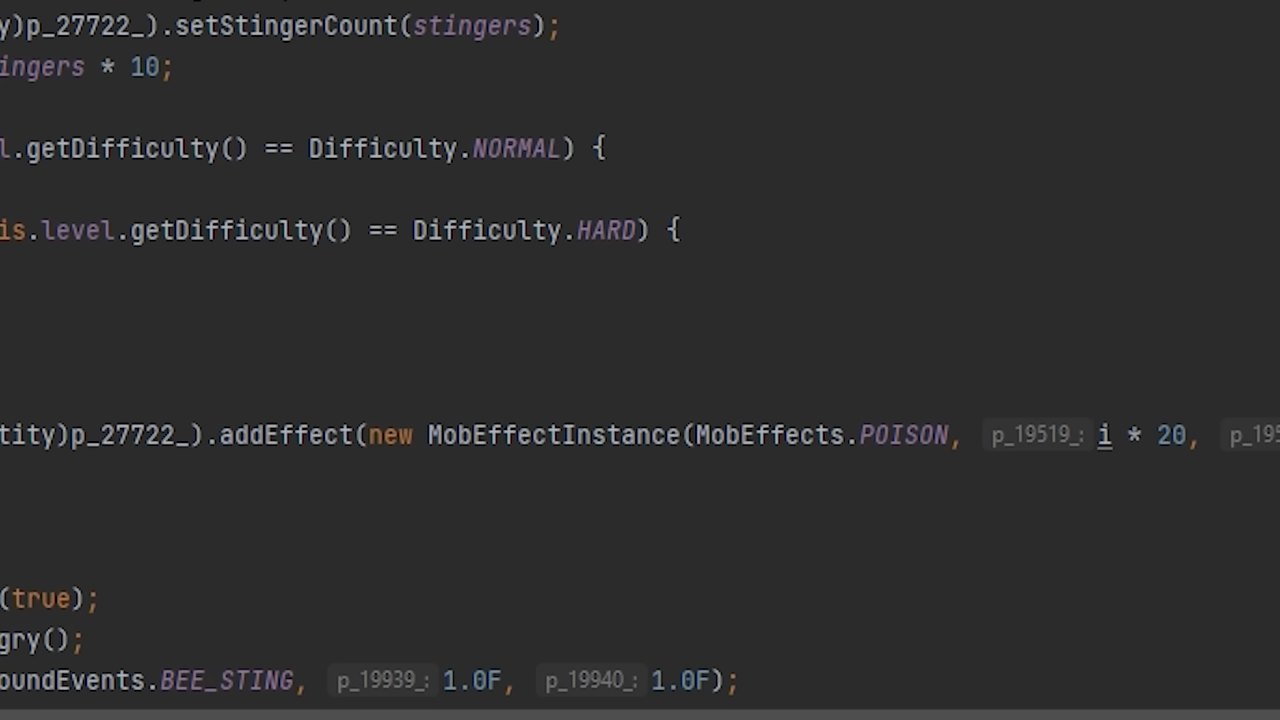 y)p_27722_).setStingerCount(stingers);
ingers * 10;
l.getDifficulty() == Difficulty.NORMAL) {
is.level.getDifficulty() == Difficulty.HARD) {
tity)p_27722_).addEffect(new MobEffectInstance(MobEffects.POISON, p_19519_: i * 20, p_195
(true);
gry();
oundEvents.BEE_STING, p_19939_: 1.0F, p_19940_: 1.0F);